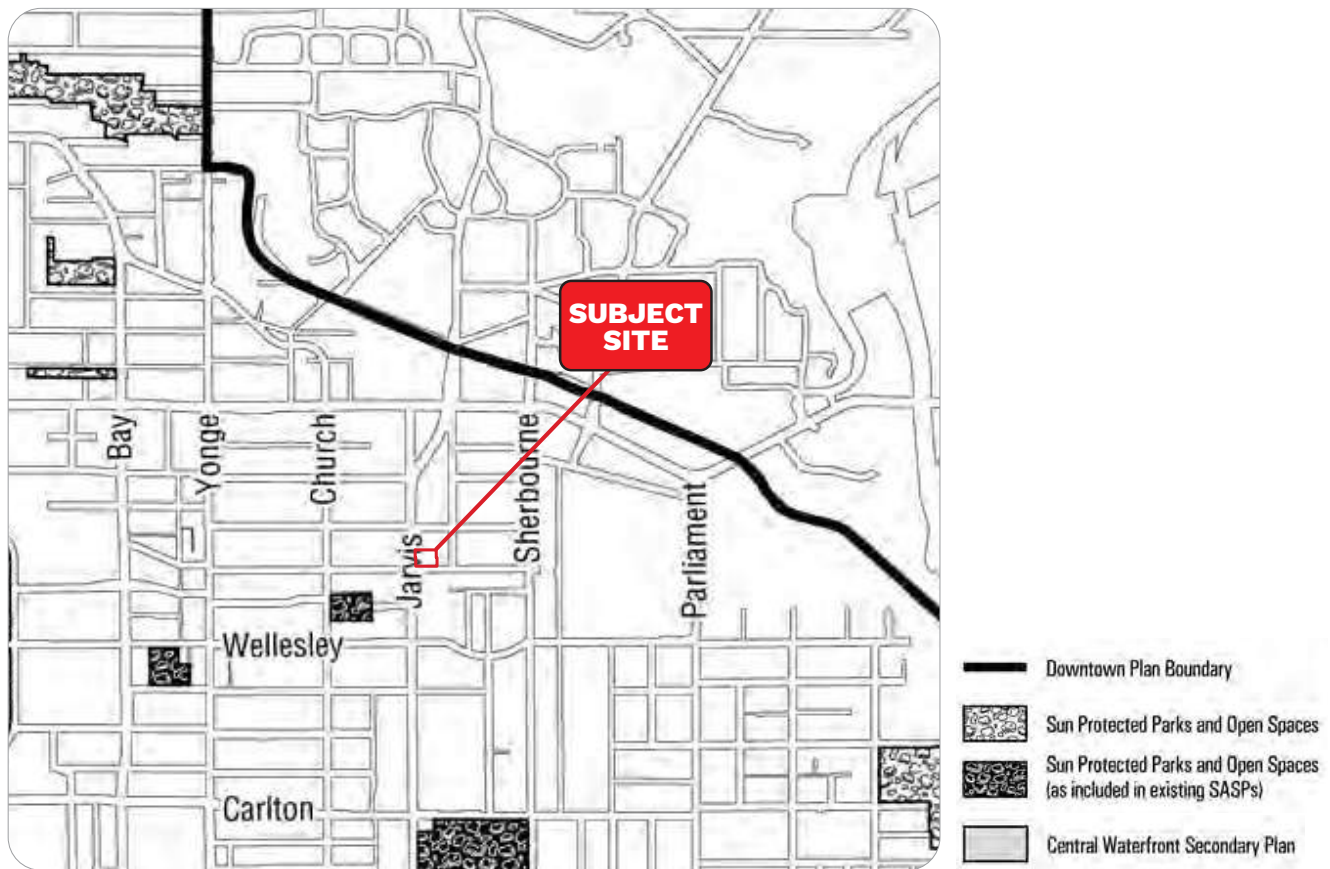 SUBJECT
SITE
Bay
Yonge
Church
Jarvis
Sherbourne
Parliament
Wellesley
Carlton
Downtown Plan Boundary
Sun Protected Parks and Open Spaces
Sun Protected Parks and Open Spaces
(as included in existing SASPs)
Central Waterfront Secondary Plan